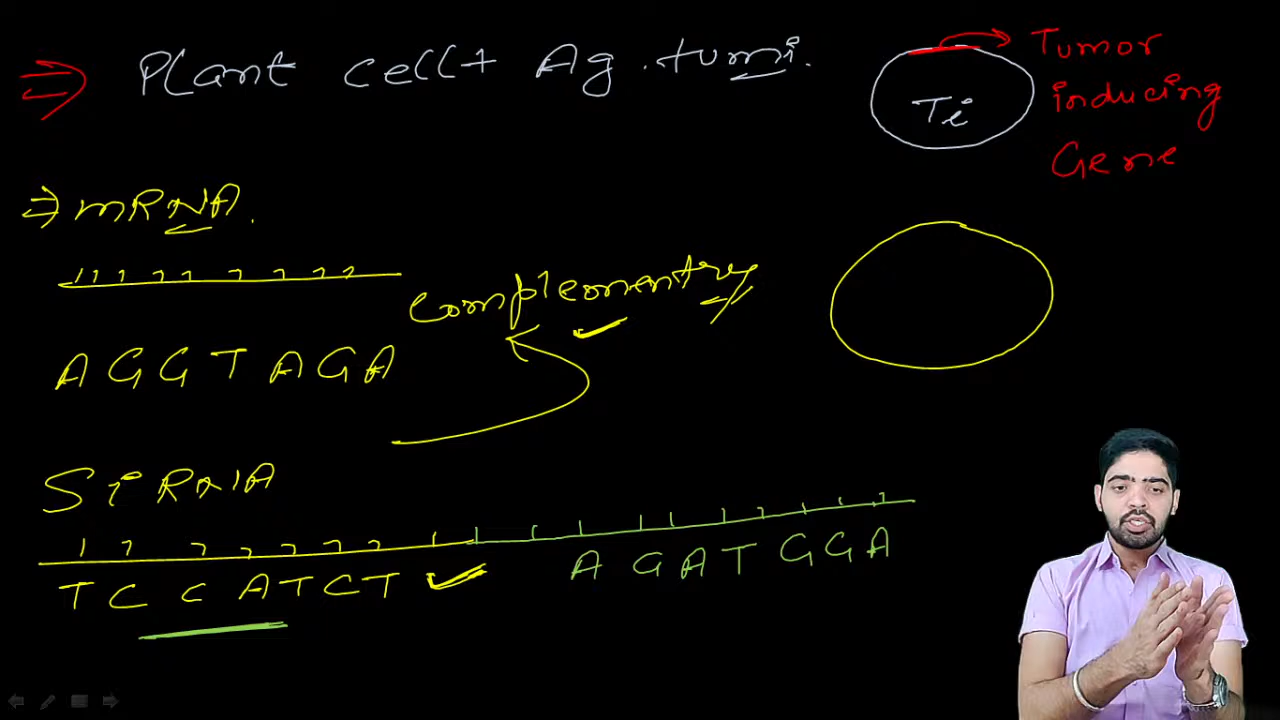 ⇒ Plant cell+ Ag. tumi.
Ti
Tumor
inducing
Gene
⇒ mRNA.
complementry
AGGTAGA
SiRNA
TCCATCT
AGATGGA